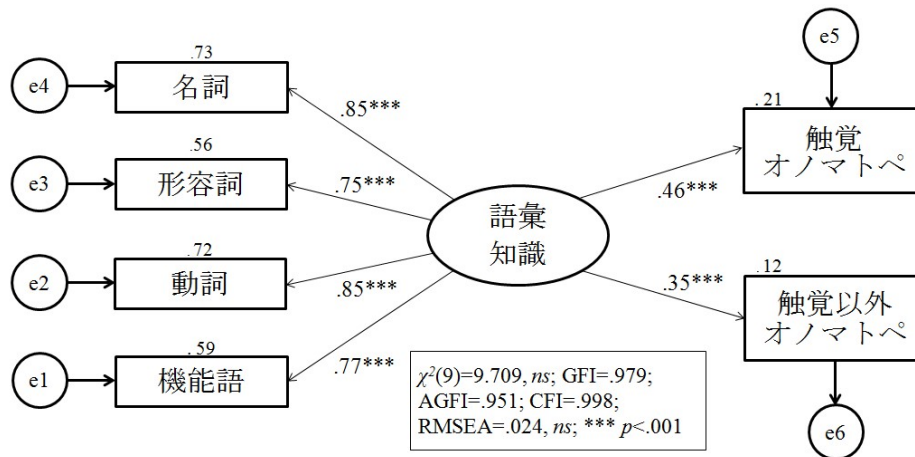 .73
e4
名詞
.85***
.56
e3
形容詞
.75***
.72
e2
動詞
.85***
.59
e1
機能語
.77***
語彙
知識
e5
.21
触覚
オノマトペ
.46***
.12
触覚以外
オノマトペ
.35***
e6
χ²(9)=9.709, ns; GFI=.979;
AGFI=.951; CFI=.998;
RMSEA=.024, ns; *** p<.001